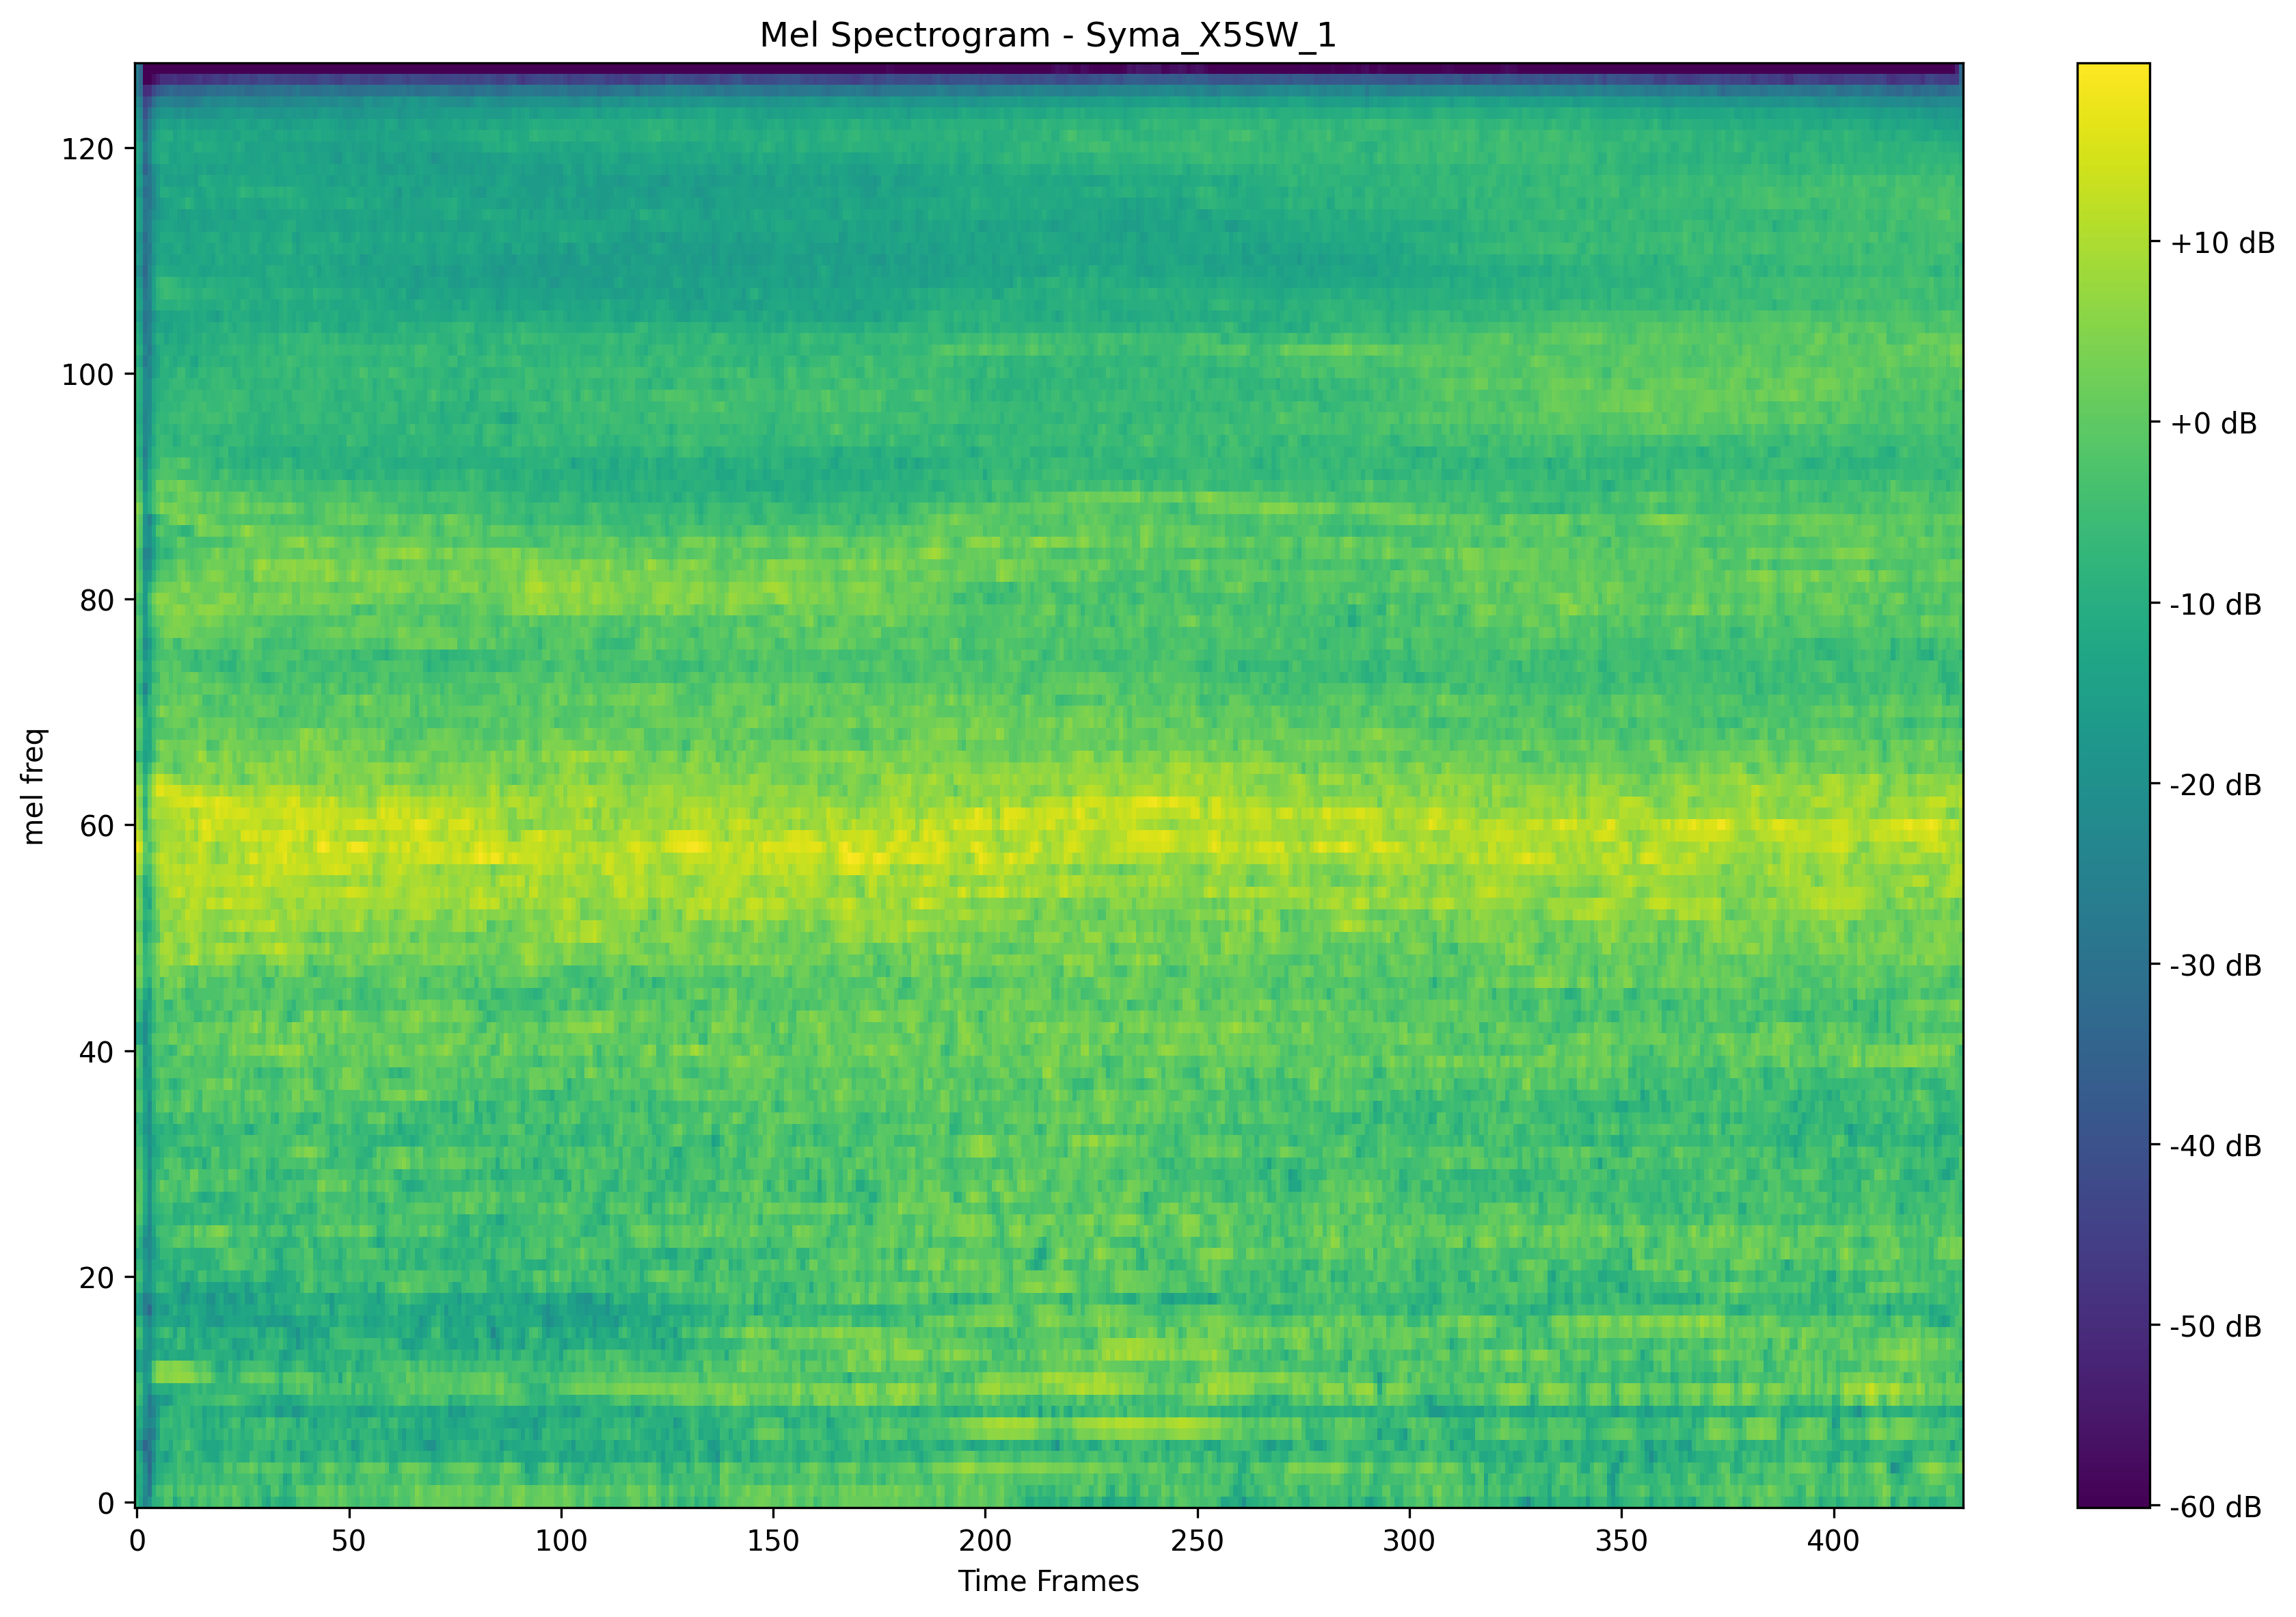 Mel Spectrogram - Syma_X5SW_1
mel freq
120
100
80
60
40
20
0
0 50 100 150 200 250 300 350 400
Time Frames
+10 dB
+0 dB
-10 dB
-20 dB
-30 dB
-40 dB
-50 dB
-60 dB